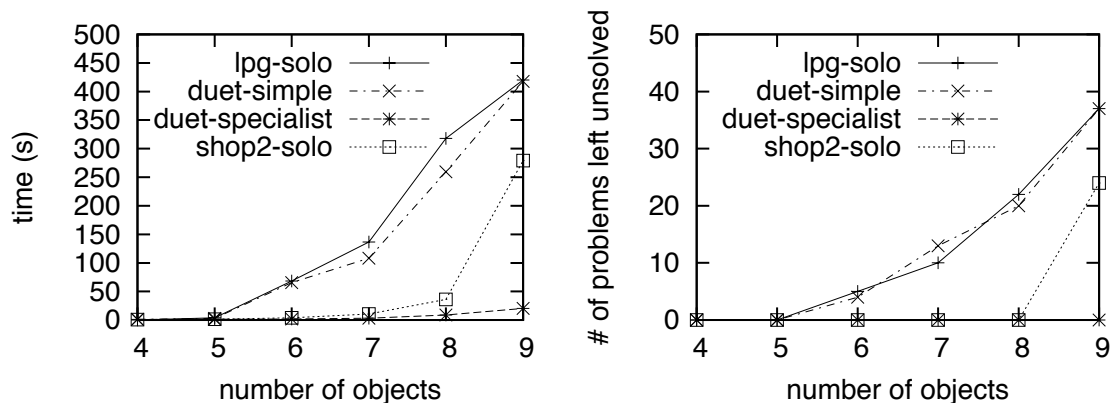 500
450
400
350
300
250
200
150
100
50
0
time (s)
lpg-solo
duet-simple
duet-specialist
shop2-solo
4 5 6 7 8 9
number of objects
50
40
30
20
10
0
# of problems left unsolved
lpg-solo
duet-simple
duet-specialist
shop2-solo
4 5 6 7 8 9
number of objects